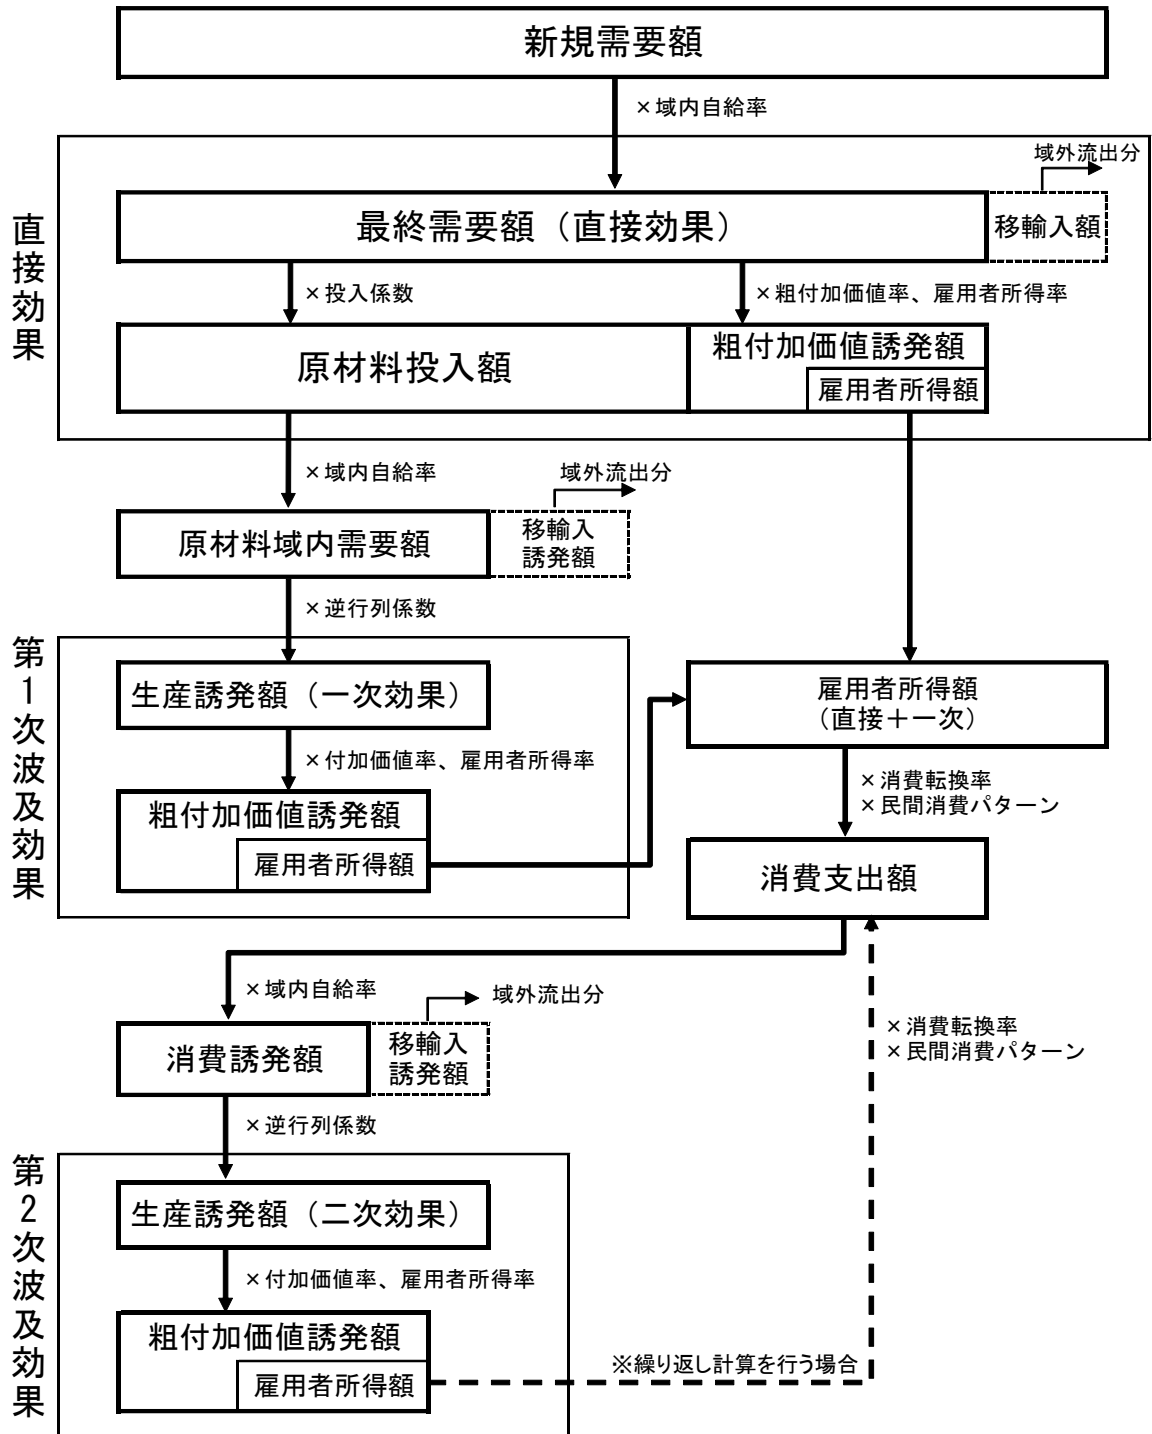 新規需要額
×域内自給率
域外流出分
直接効果
最終需要額（直接効果）
移輸入額
×投入係数
×粗付加価値率、雇用者所得率
原材料投入額
粗付加価値誘発額
雇用者所得額
×域内自給率
域外流出分
原材料域内需要額
移輸入
誘発額
×逆行列係数
第1次波及効果
生産誘発額（一次効果）
雇用者所得額
（直接＋一次）
×付加価値率、雇用者所得率
×消費転換率
×民間消費パターン
粗付加価値誘発額
雇用者所得額
消費支出額
×域内自給率
域外流出分
消費誘発額
移輸入
誘発額
×消費転換率
×民間消費パターン
×逆行列係数
第2次波及効果
生産誘発額（二次効果）
×付加価値率、雇用者所得率
粗付加価値誘発額
雇用者所得額
※繰り返し計算を行う場合